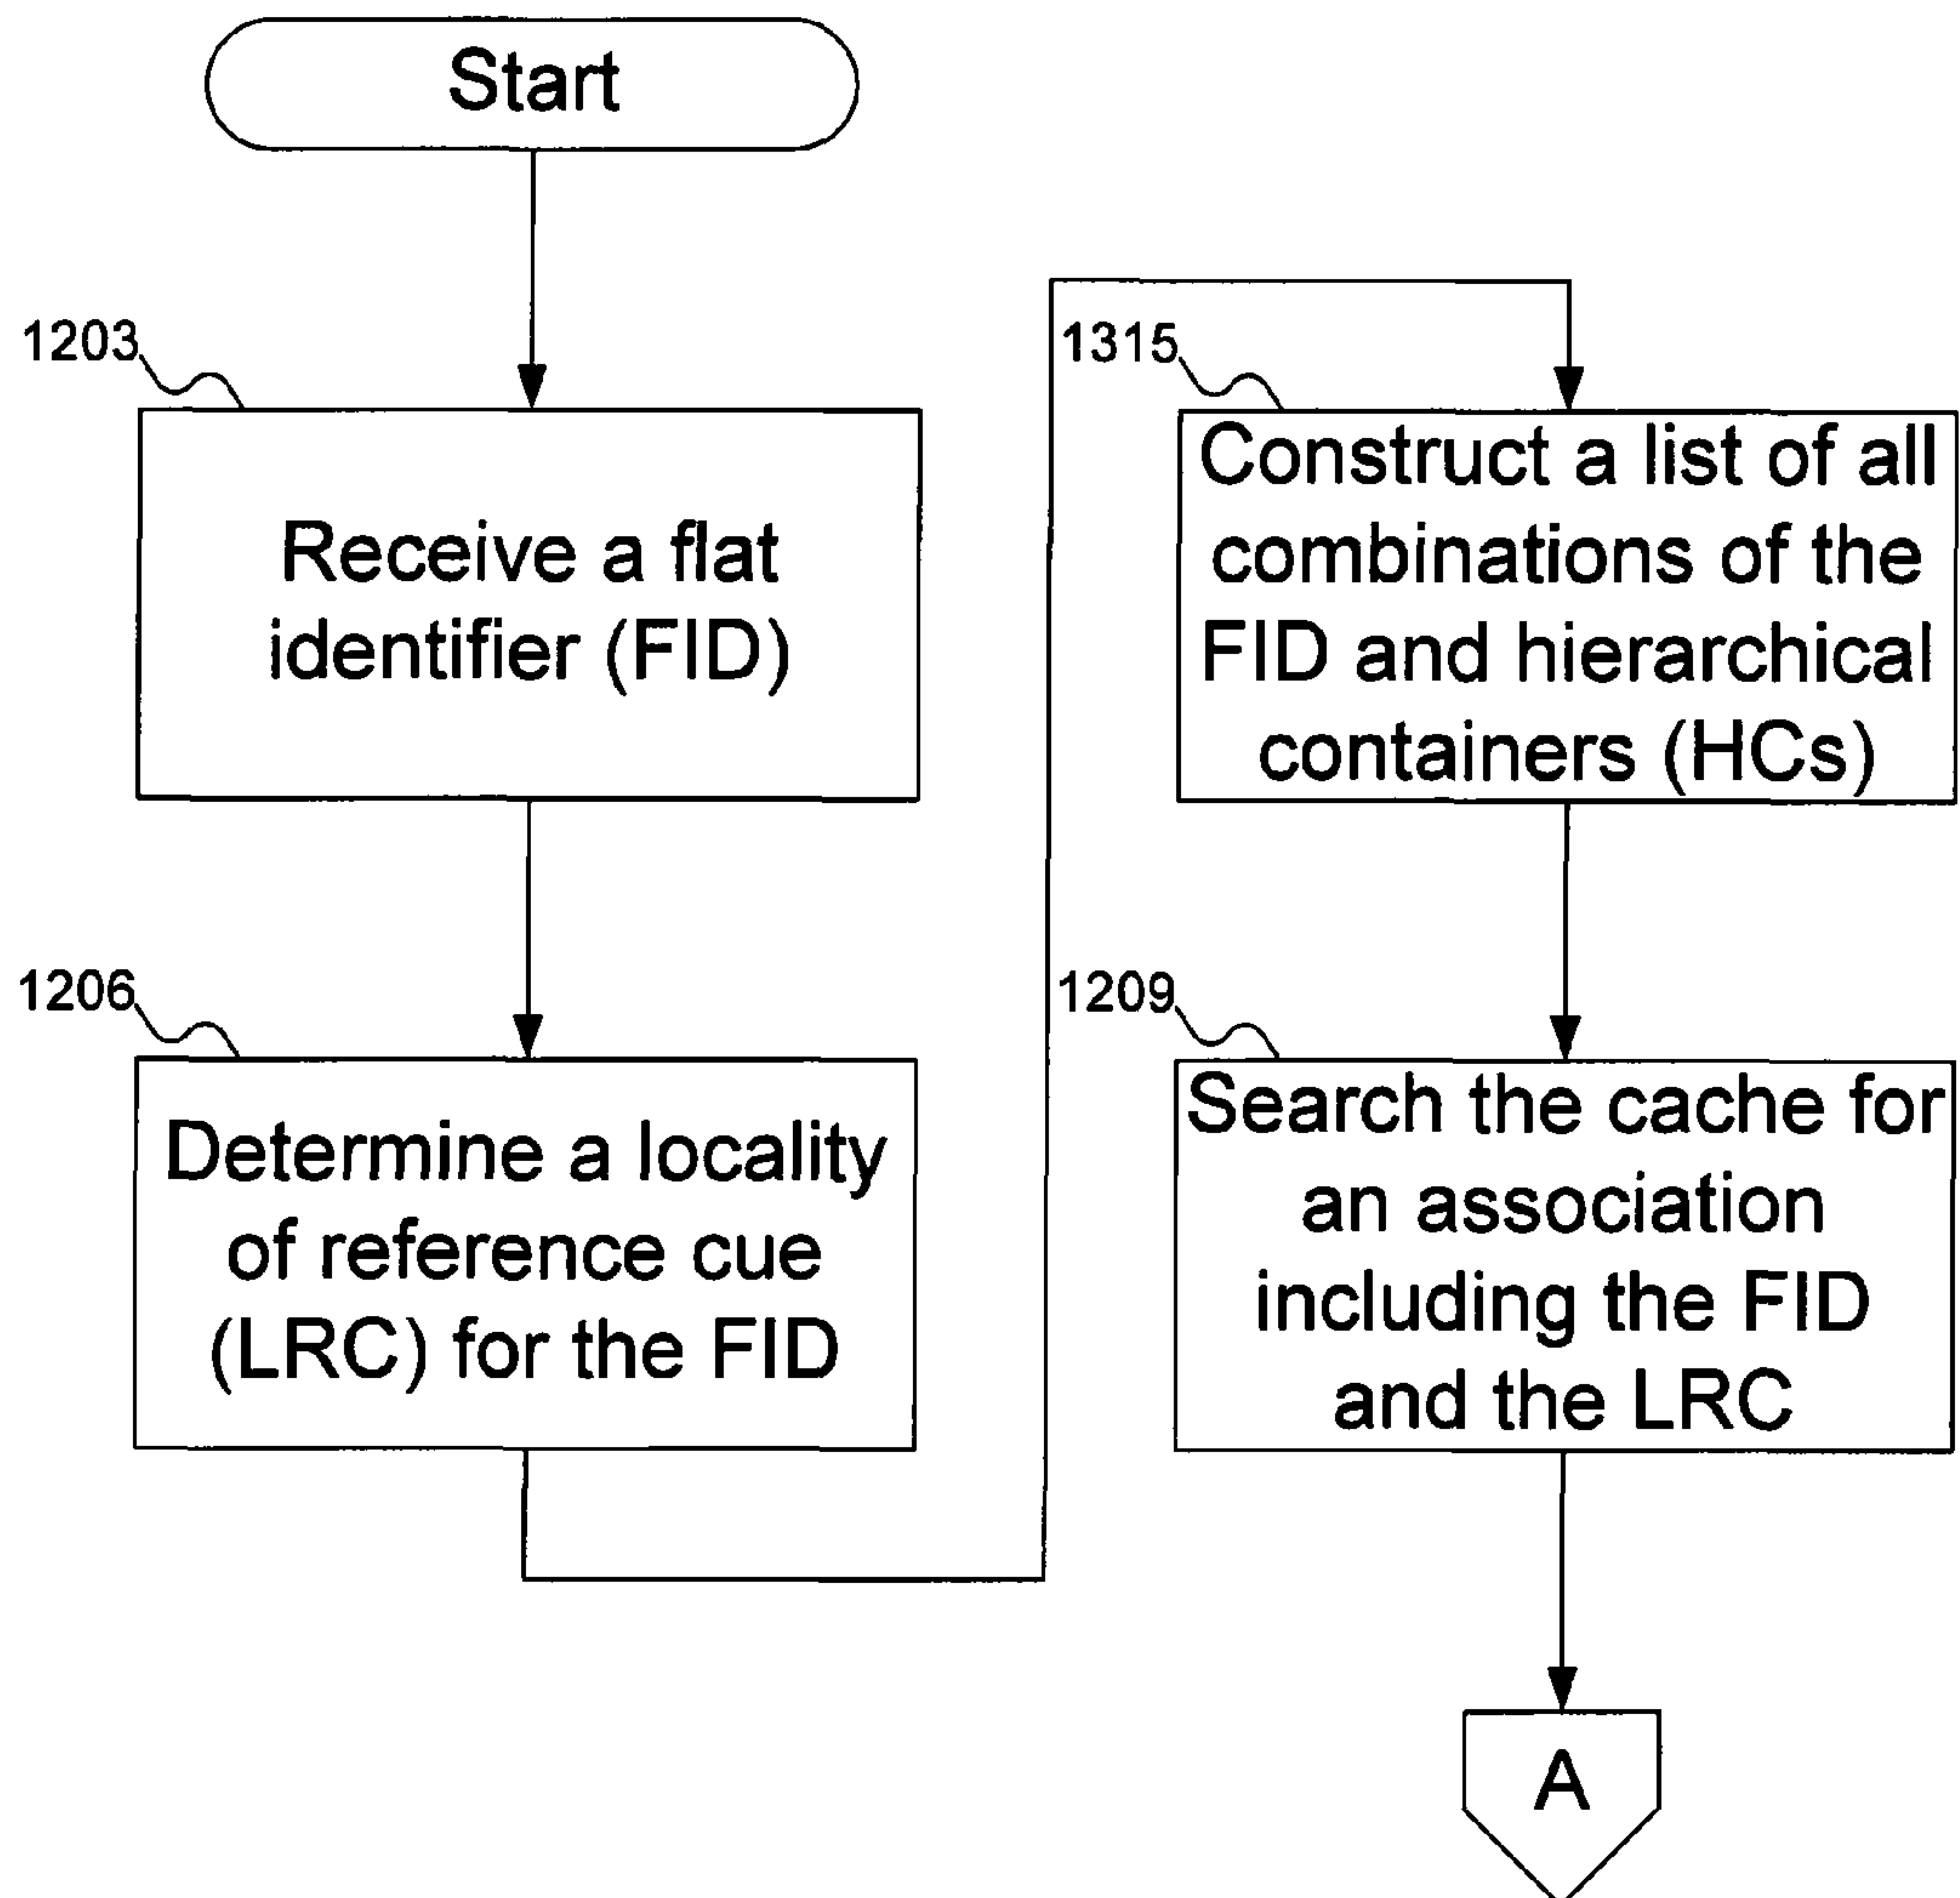 Start
1203
Receive a flat
identifier (FID)
1206
Determine a locality
of reference cue
(LRC) for the FID
1315
Construct a list of all
combinations of the
FID and hierarchical
containers (HCs)
1209
Search the cache for
an association
including the FID
and the LRC
A